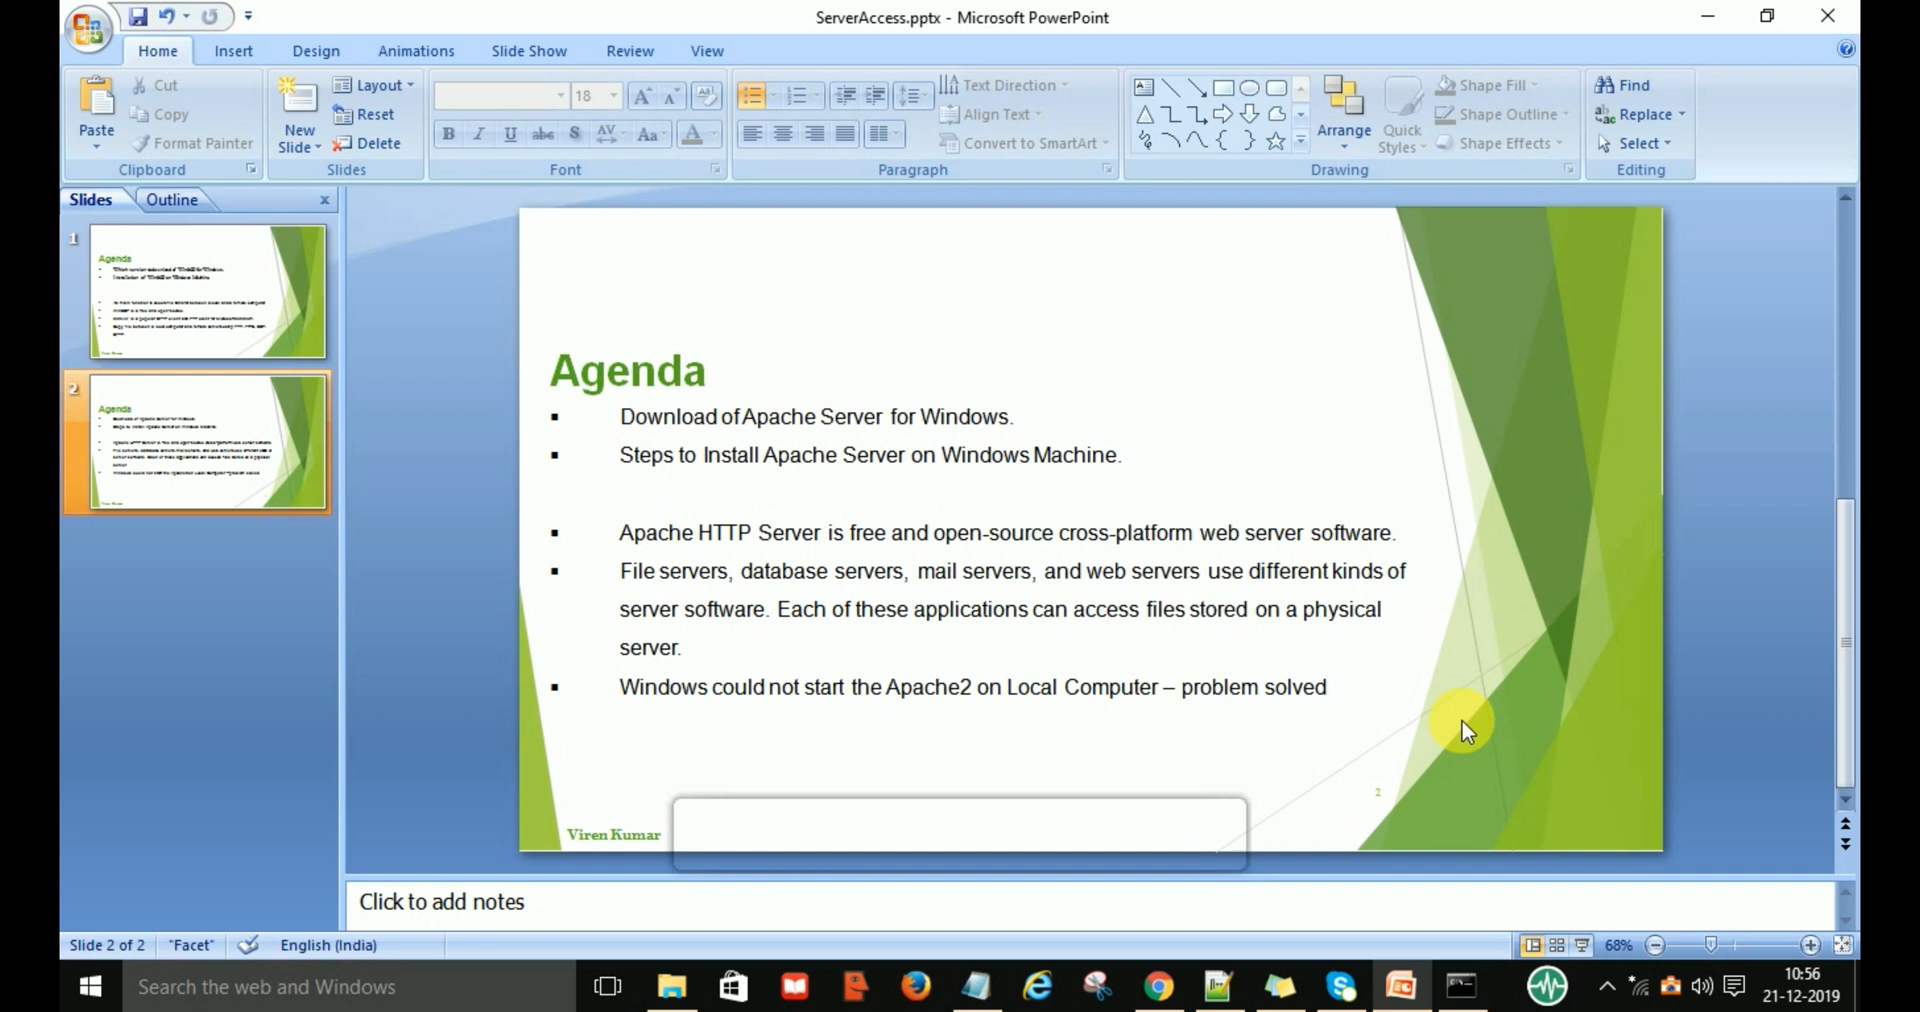 ServerAccess.pptx - Microsoft PowerPoint
Home Insert Design Animations Slide Show Review View
Paste
Cut
Copy
Format Painter
Clipboard
New
Slide
Layout
Reset
Delete
Slides
18
B I U abc S AV Aa A
Font
Text Direction
Align Text
Convert to SmartArt
Paragraph
Arrange
Quick
Styles
Shape Fill
Shape Outline
Shape Effects
Drawing
Find
Replace
Select
Editing
Slides Outline
1
Agenda
2
Agenda
Agenda
▪ Download of Apache Server for Windows.
▪ Steps to Install Apache Server on Windows Machine.
▪ Apache HTTP Server is free and open-source cross-platform web server software.
▪ File servers, database servers, mail servers, and web servers use different kinds of
server software. Each of these applications can access files stored on a physical
server.
▪ Windows could not start the Apache2 on Local Computer – problem solved
2
Viren Kumar
Click to add notes
Slide 2 of 2 "Facet" English (India) 68%
Search the web and Windows
10:56
21-12-2019